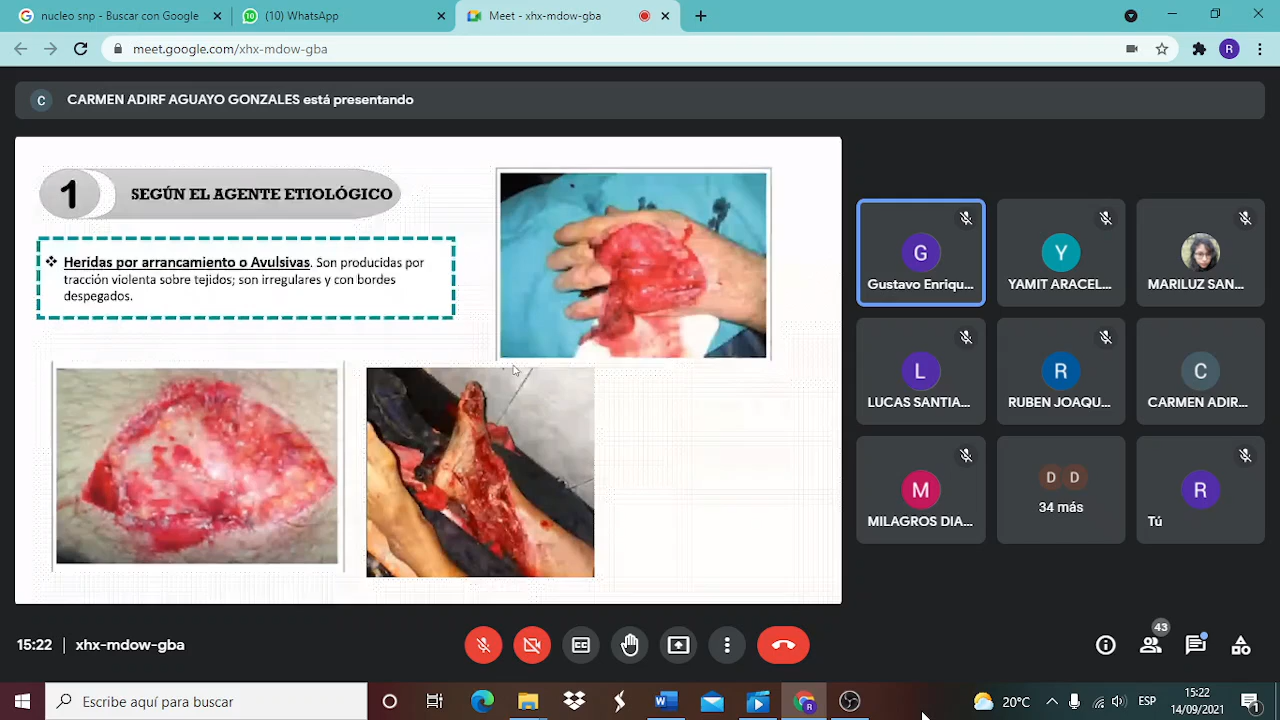 nucleo snp - Buscar con Google
(10) WhatsApp
Meet - xhx-mdow-gba
meet.google.com/xhx-mdow-gba
R
C
CARMEN ADIRF AGUAYO GONZALES está presentando
1
SEGÚN EL AGENTE ETIOLÓGICO
❖ Heridas por arrancamiento o Avulsivas. Son producidas por
tracción violenta sobre tejidos; son irregulares y con bordes
despegados.
G
Gustavo Enriqu...
Y
YAMIT ARACEL...
MARILUZ SAN...
L
LUCAS SANTIA...
R
RUBEN JOAQU...
C
CARMEN ADIR...
M
MILAGROS DIA...
D D
34 más
R
Tú
15:22 | xhx-mdow-gba
43
Escribe aquí para buscar
20°C
ESP
15:22
14/09/2021
1